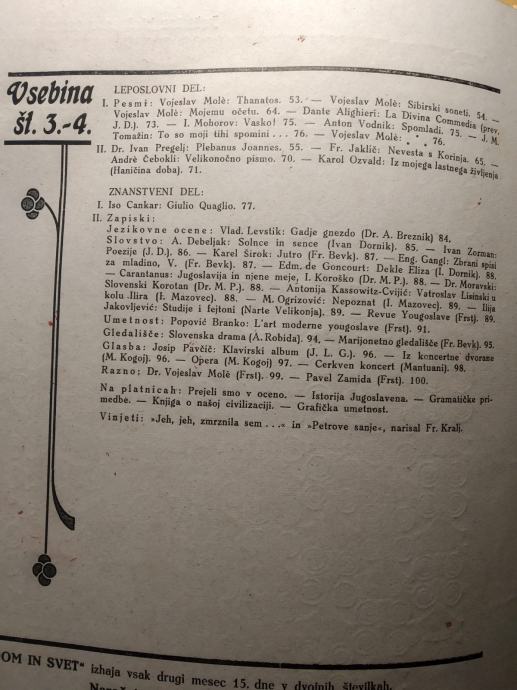 Vsebina
št. 3.-4.
LEPOSLOVNI DEL:
I. Pesmi: Vojeslav Molè: Thanatos. 53. — Vojeslav Molè: Sibirski soneti. 54. —
Vojeslav Molè: Mojemu očetu. 64. — Dante Alighieri: La Divina Commedia (prev.
J. D.). 73. — I. Mohorov: Vasko! 75. — Anton Vodnik: Spomladi. 75. — J. M.
Tomažin: To so moji tihi spomini . . . 76. — Vojeslav Molè: * * * 76.
II. Dr. Ivan Pregelj: Plebanus Joannes. 55. — Fr. Jaklič: Nevesta s Korinja. 65. —
Andrè Čebokli: Velikonočno pismo. 70. — Karol Ozvald: Iz mojega lastnega življenja
(Haničina doba). 71.
ZNANSTVENI DEL:
I. Iso Cankar: Giulio Quaglio. 77.
II. Zapiski:
Jezikovne ocene: Vlad. Levstik: Gadje gnezdo (Dr. A. Breznik) 84.
Slovstvo: A. Debeljak: Solnce in sence (Ivan Dornik). 85. — Ivan Zorman:
Poezije (J. D.). 86. — Karel Širok: Jutro (Fr. Bevk). 87. — Eng. Gangl: Zbrani spisi
za mladino, V. (Fr. Bevk). 87. — Edm. de Goncourt: Dekle Eliza (I. Dornik). 88.
— Carantanus: Jugoslavija in njene meje, I. Koroško (Dr. M. P.). 88. — Dr. Moravski:
Slovenski Korotan (Dr. M. P.). 88. — Antonija Kassowitz-Cvijić: Vatroslav Lisinski u
kolu Ilira (I. Mazovec). 88. — M. Ogrizović: Nepoznat (I. Mazovec). 89. — Ilija
Jakovljević: Studije i fejtoni (Narte Velikonja). 89. — Revue Yougoslave (Frst). 89.
Umetnost: Popović Branko: L'art moderne yougoslave (Frst). 91.
Gledališče: Slovenska drama (A. Robida). 94. — Marijonetno gledališče (Fr. Bevk). 95.
Glasba: Josip Pavčič: Klavirski album (J. L. G.). 96. — Iz koncertne dvorane
(M. Kogoj). 96. — Opera (M. Kogoj) 97. — Cerkven koncert (Mantuani). 98.
Razno: Dr. Vojeslav Molè (Frst). 99. — Pavel Zamida (Frst). 100.
Na platnicah: Prejeli smo v oceno. — Istorija Jugoslavena. — Gramatičke pri-
medbe. — Knjiga o našoj civilizaciji. — Grafička umetnost.
Vinjeti: »Jeh, jeh, zmrznila sem . . .« in »Petrove sanje«, narisal Fr. Kralj.
OM IN SVET" izhaja vsak drugi mesec 15. dne v dvojnih številkah.